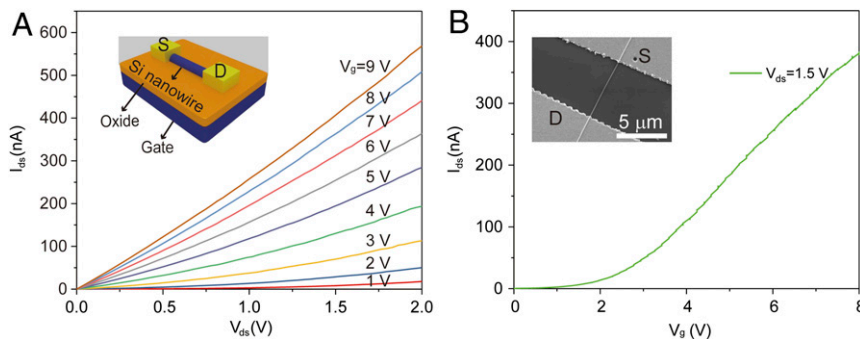 A
600
500
400
300
200
100
0
I_ds(nA)
0.0
0.5
1.0
1.5
2.0
V_ds(V)
S
D
Si nanowire
Oxide
Gate
V_g=9 V
8 V
7 V
6 V
5 V
4 V
3 V
2 V
1 V
B
400
300
200
100
0
I_ds(nA)
0
2
4
6
8
V_g (V)
S
D
5 μm
V_ds=1.5 V